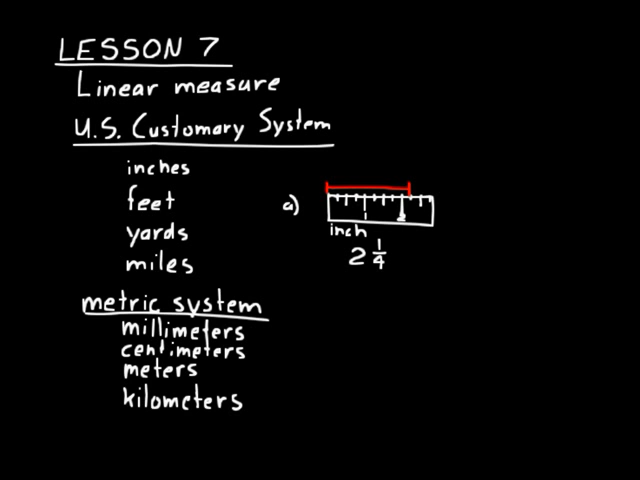 LESSON 7
Linear measure
U.S. Customary System
inches
feet
yards
miles
a)
1 2
inch
2 1/4
metric system
millimeters
centimeters
meters
kilometers